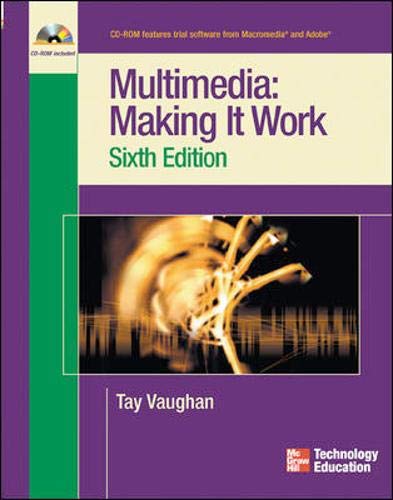 CD-ROM features trial software from Macromedia® and Adobe®
CD-ROM included
Multimedia:
Making It Work
Sixth Edition
Tay Vaughan
Mc
Graw
Hill
Technology
Education